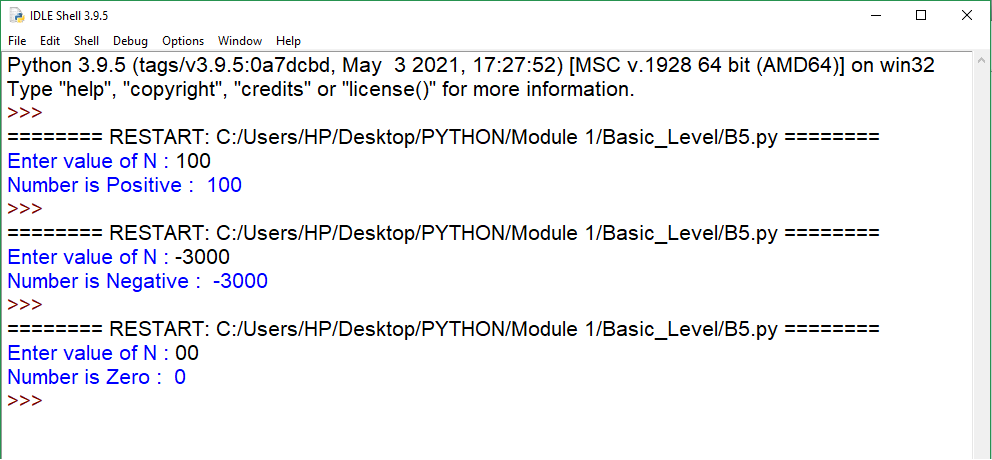 IDLE Shell 3.9.5
File Edit Shell Debug Options Window Help
Python 3.9.5 (tags/v3.9.5:0a7dcbd, May  3 2021, 17:27:52) [MSC v.1928 64 bit (AMD64)] on win32
Type "help", "copyright", "credits" or "license()" for more information.
>>>
======== RESTART: C:/Users/HP/Desktop/PYTHON/Module 1/Basic_Level/B5.py ========
Enter value of N : 100
Number is Positive :  100
>>>
======== RESTART: C:/Users/HP/Desktop/PYTHON/Module 1/Basic_Level/B5.py ========
Enter value of N : -3000
Number is Negative :  -3000
>>>
======== RESTART: C:/Users/HP/Desktop/PYTHON/Module 1/Basic_Level/B5.py ========
Enter value of N : 00
Number is Zero :  0
>>>